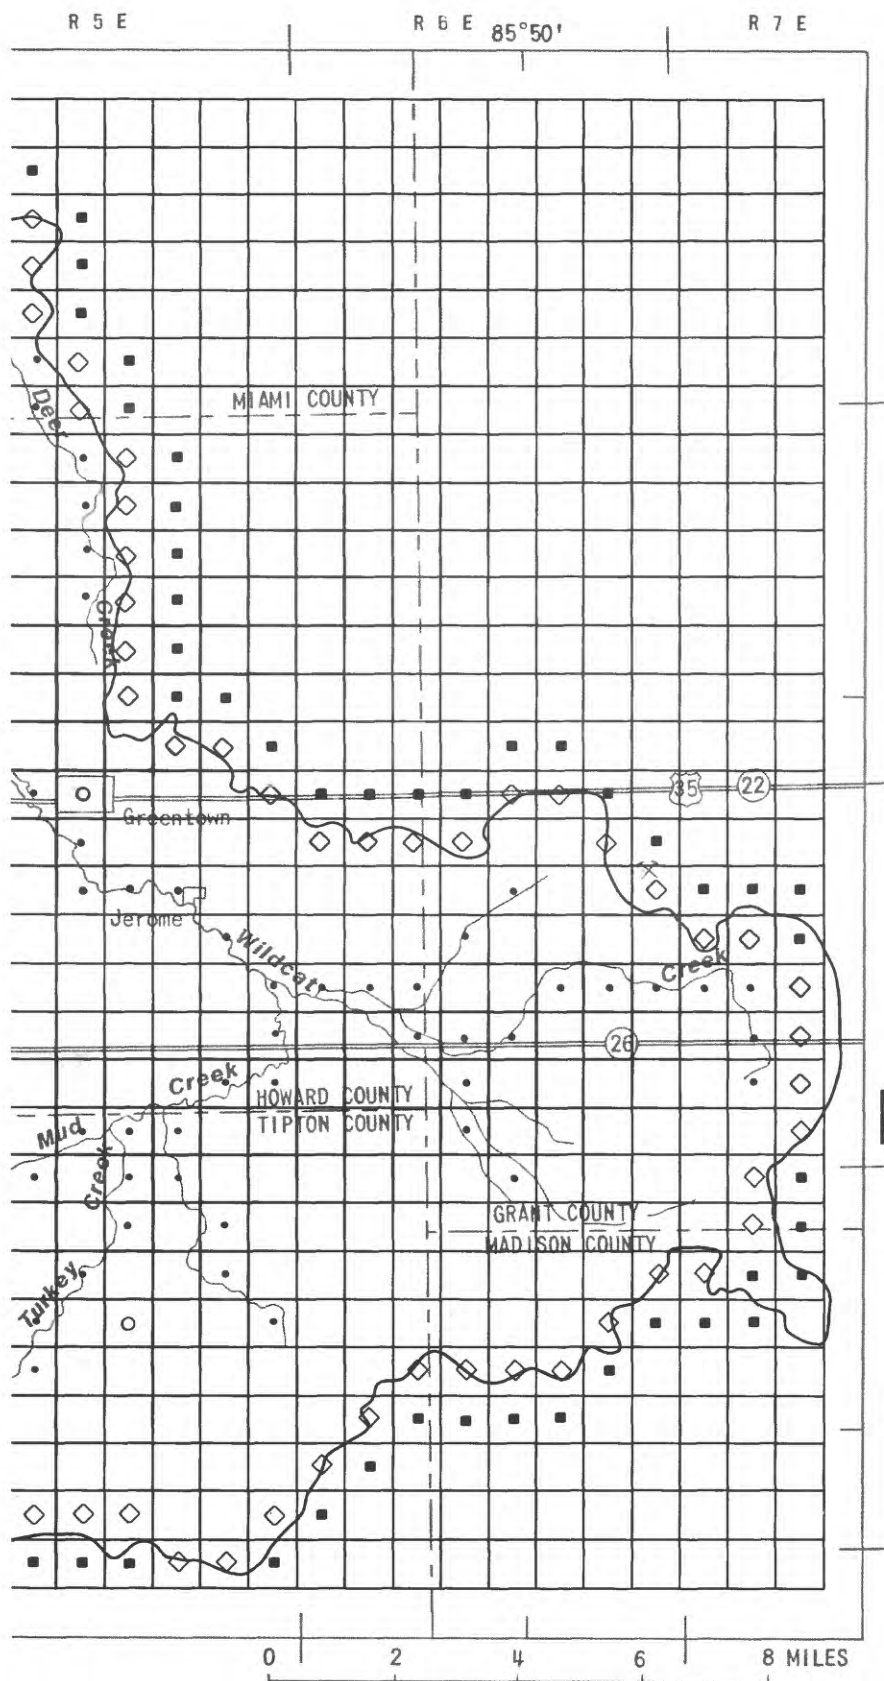 R 5 E R 6 E 85°50' R 7 E
MIAMI COUNTY
Deer
Creek
35 22
Greentown
Jerome
Wildcat
Creek
26
Creek
HOWARD COUNTY
Mud
TIPTON COUNTY
Creek
GRANT COUNTY
MADISON COUNTY
Turkey
0 2 4 6 8 MILES